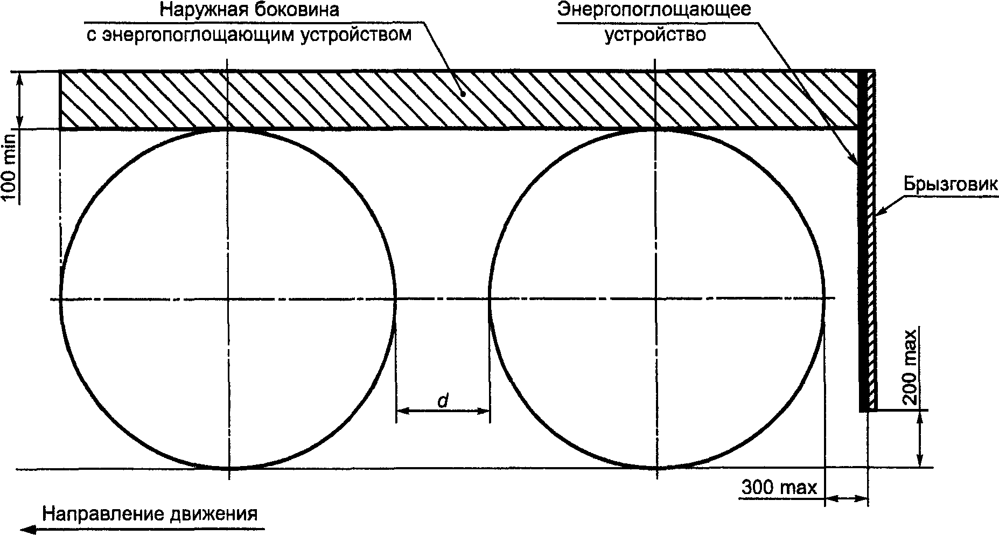 Наружная боковина
с энергопоглощающим устройством
Энергопоглощающее
устройство
100 min
Брызговик
d
200 max
300 max
Направление движения